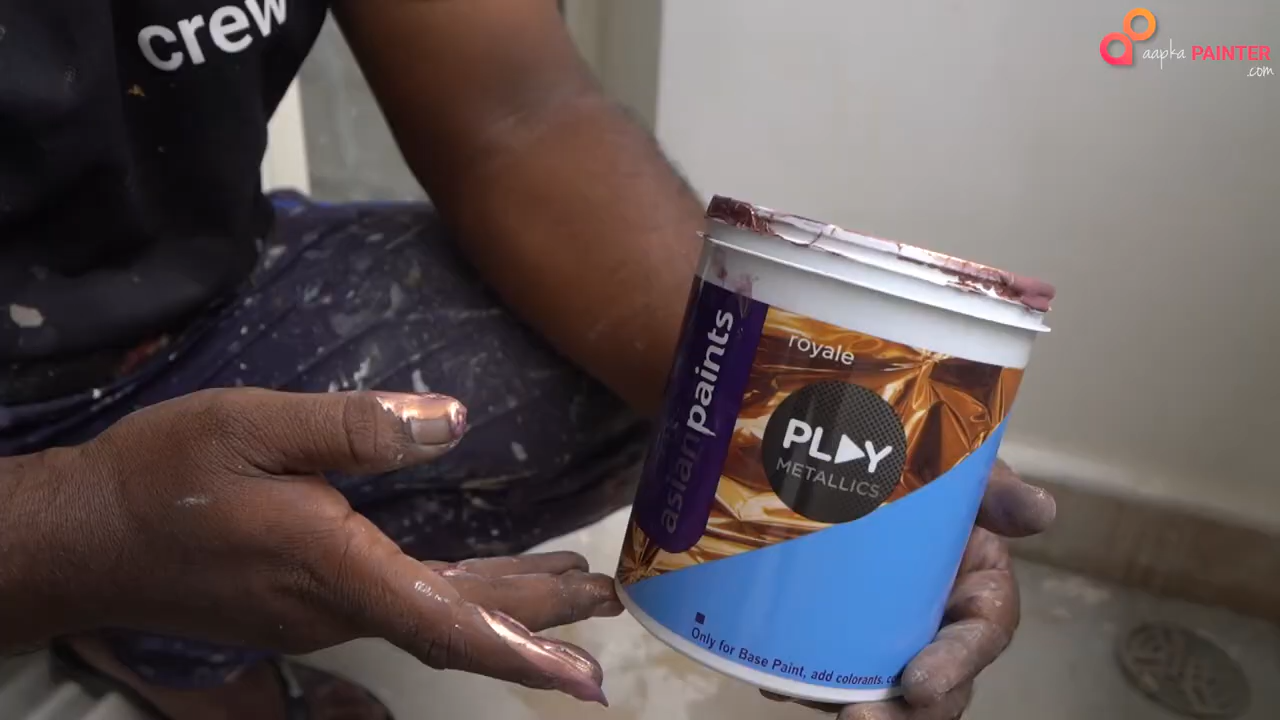 crew
aapka PAINTER
.com
asianpaints
royale
PLAY
METALLICS
Only for Base Paint, add colorants.